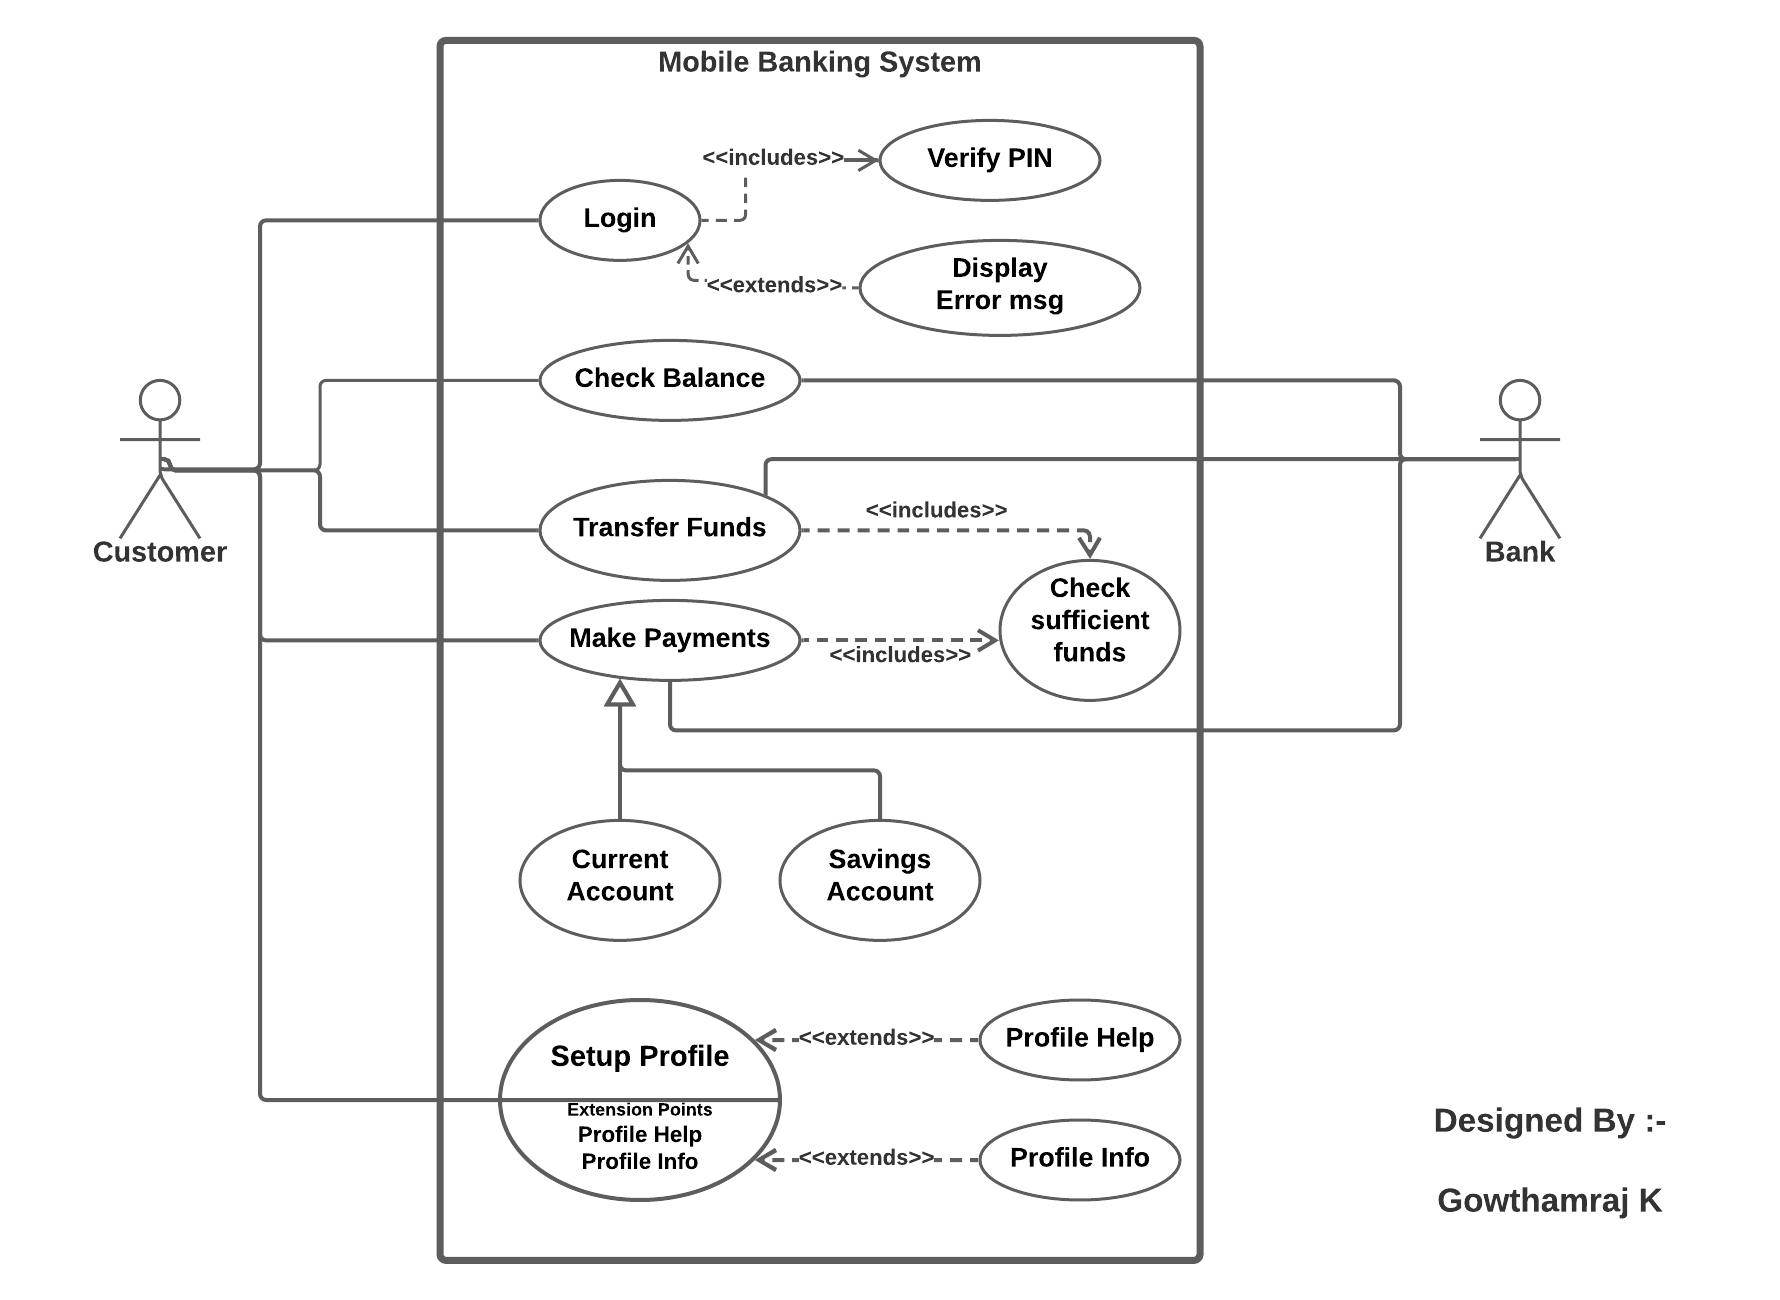 Mobile Banking System
<<includes>>
Verify PIN
Login
Display
Error msg
<<extends>>
Check Balance
Customer
Bank
Transfer Funds
<<includes>>
Check
sufficient
funds
Make Payments
<<includes>>
Current
Account
Savings
Account
Setup Profile
Extension Points
Profile Help
Profile Info
<<extends>>
Profile Help
<<extends>>
Profile Info
Designed By :-
Gowthamraj K